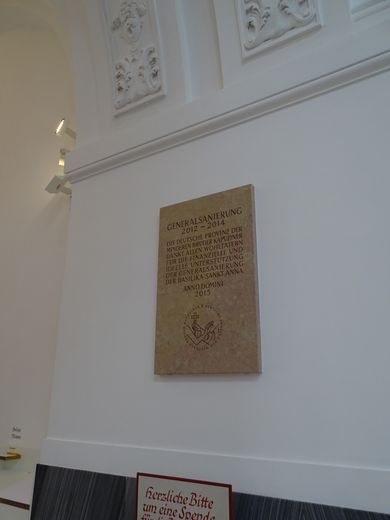 GENERALSANIERUNG
2012 – 2014
DIE DEUTSCHE PROVINZ DER
MINDEREN BRÜDER KAPUZINER
DANKT ALLEN WOHLTÄTERN
FÜR DIE FINANZIELLE UND
IDEELLE UNTERSTÜTZUNG
DER GENERALSANIERUNG
DER BASILIKA SANKT ANNA
ANNO DOMINI
2015
Herzliche Bitte
um eine Spende